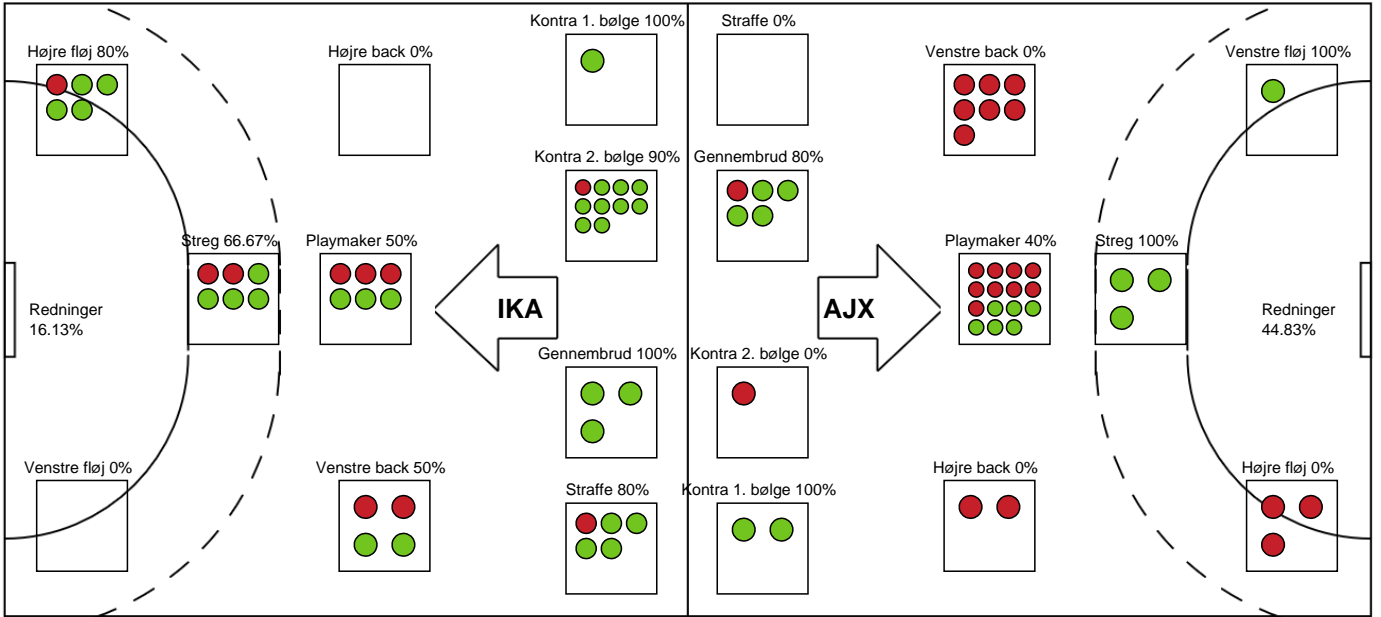 Kontra 1. bølge 100%
Straffe 0%
Højre fløj 80%
Højre back 0%
Venstre back 0%
Venstre fløj 100%
Kontra 2. bølge 90%
Gennembrud 80%
Streg 66.67%
Playmaker 50%
Playmaker 40%
Streg 100%
Redninger
16.13%
IKA
AJX
Redninger
44.83%
Gennembrud 100%
Kontra 2. bølge 0%
Venstre fløj 0%
Venstre back 50%
Straffe 80%
Kontra 1. bølge 100%
Højre back 0%
Højre fløj 0%